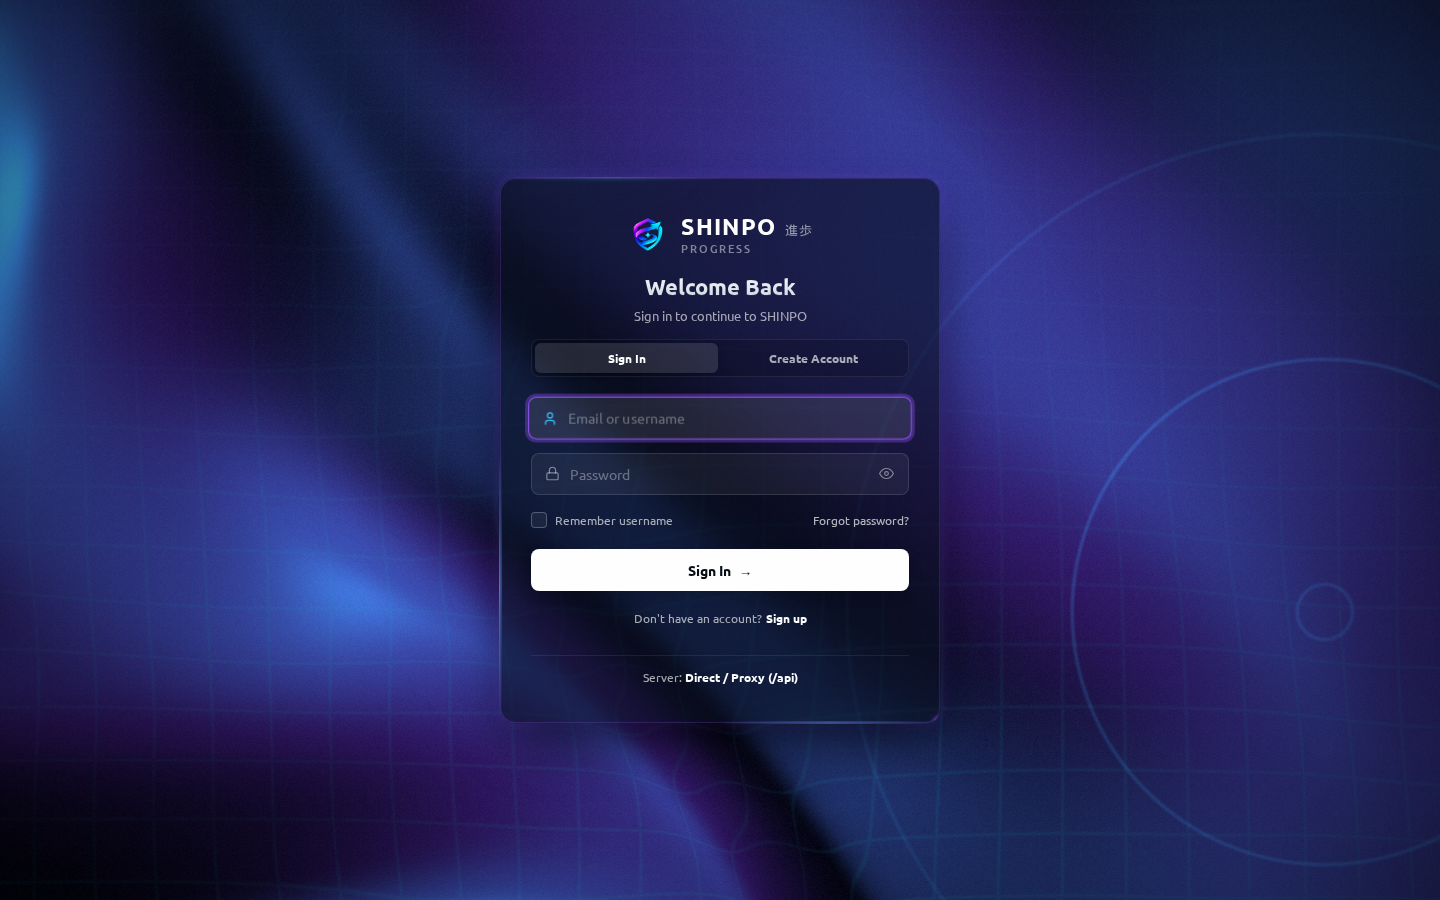 SHINPO 進歩
PROGRESS
Welcome Back
Sign in to continue to SHINPO
Sign In
Create Account
Email or username
Password
Remember username
Forgot password?
Sign In →
Don't have an account? Sign up
Server: Direct / Proxy (/api)